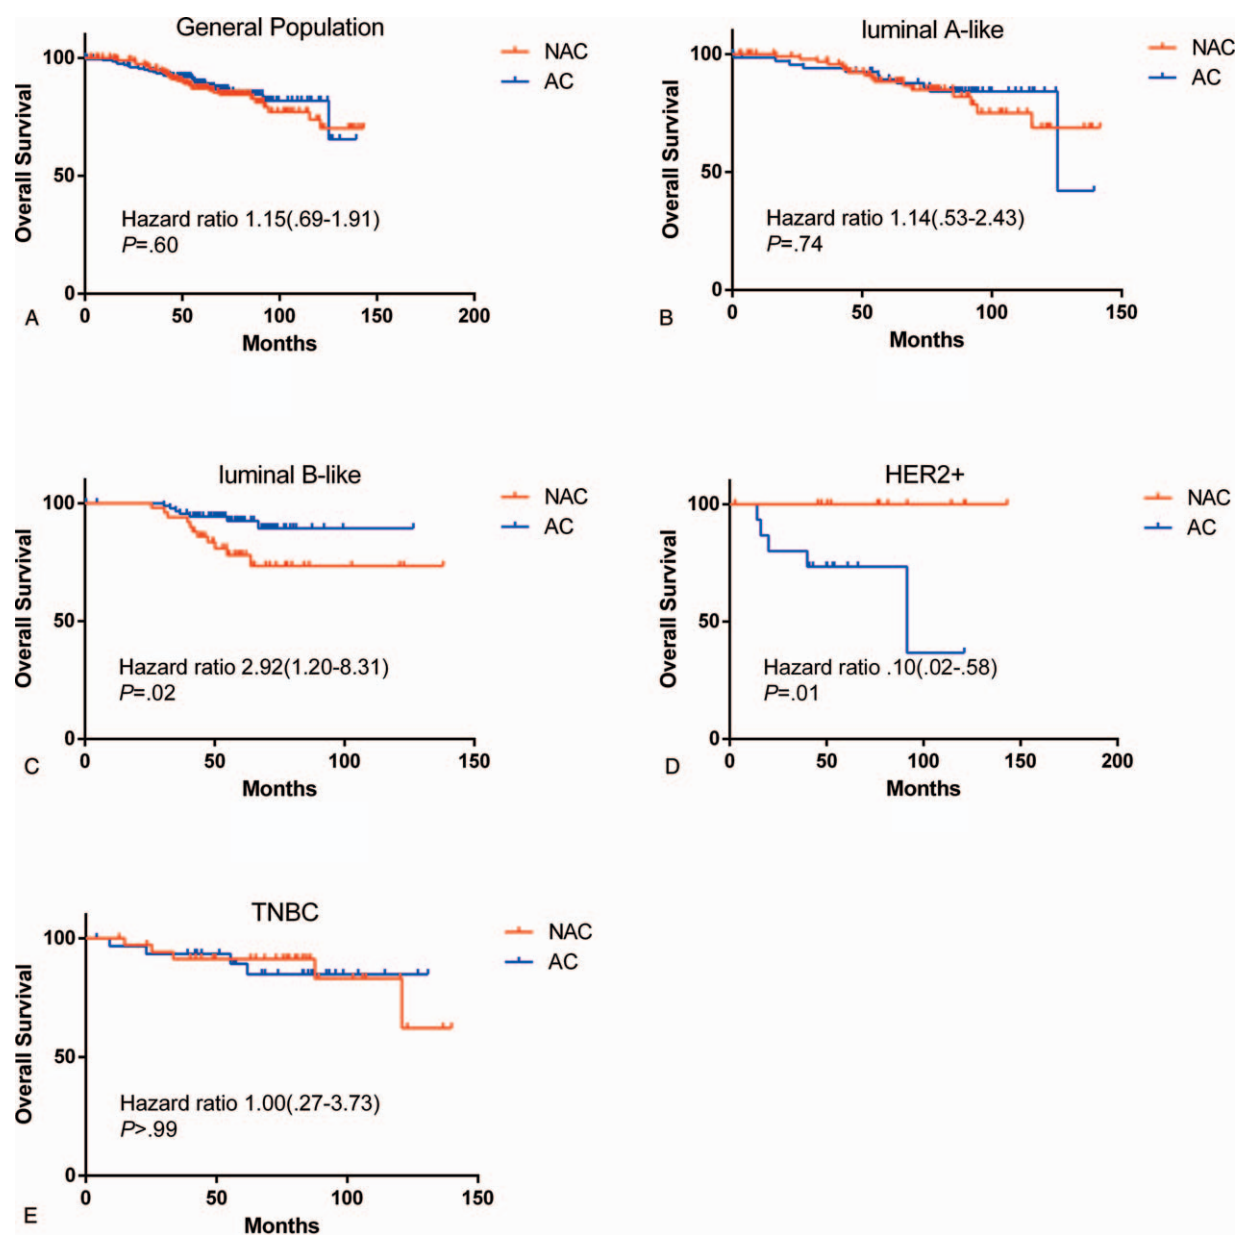 General Population
NAC
AC
Overall Survival
100
50
0
Hazard ratio 1.15(.69-1.91)
P=.60
0 50 100 150 200
Months
A
luminal A-like
NAC
AC
Overall Survival
100
50
0
Hazard ratio 1.14(.53-2.43)
P=.74
0 50 100 150
Months
B
luminal B-like
NAC
AC
Overall Survival
100
50
0
Hazard ratio 2.92(1.20-8.31)
P=.02
0 50 100 150
Months
C
HER2+
NAC
AC
Overall Survival
100
50
0
Hazard ratio .10(.02-.58)
P=.01
0 50 100 150 200
Months
D
TNBC
NAC
AC
Overall Survival
100
50
0
Hazard ratio 1.00(.27-3.73)
P>.99
0 50 100 150
Months
E